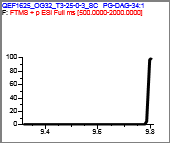 QEF1625_OG32_T3-25-0-3_SC PG-DAG-34:1
F: FTMS + p ESI Full ms [500.0000-2000.0000]
100
80
60
40
20
0
9.4 9.6 9.8